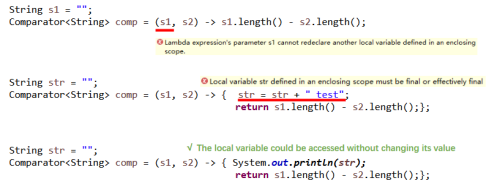 String s1 = "";
Comparator<String> comp = (s1, s2) -> s1.length() - s2.length();
Lambda expression's parameter s1 cannot redeclare another local variable defined in an enclosing
scope.
Local variable str defined in an enclosing scope must be final or effectively final
String str = "";
Comparator<String> comp = (s1, s2) -> { str = str + " test";
return s1.length() - s2.length();};
√ The local variable could be accessed without changing its value
String str = "";
Comparator<String> comp = (s1, s2) -> { System.out.println(str);
return s1.length() - s2.length();};